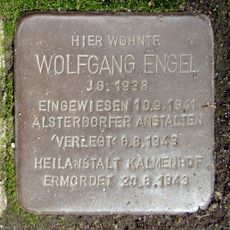 HIER WOHNTE
WOLFGANG ENGEL
JG. 1938
EINGEWIESEN 10.9.1941
ALSTERDORFER ANSTALTEN
'VERLEGT' 8.8.1943
HEILANSTALT KALMENHOF
ERMORDET 20.8.1943